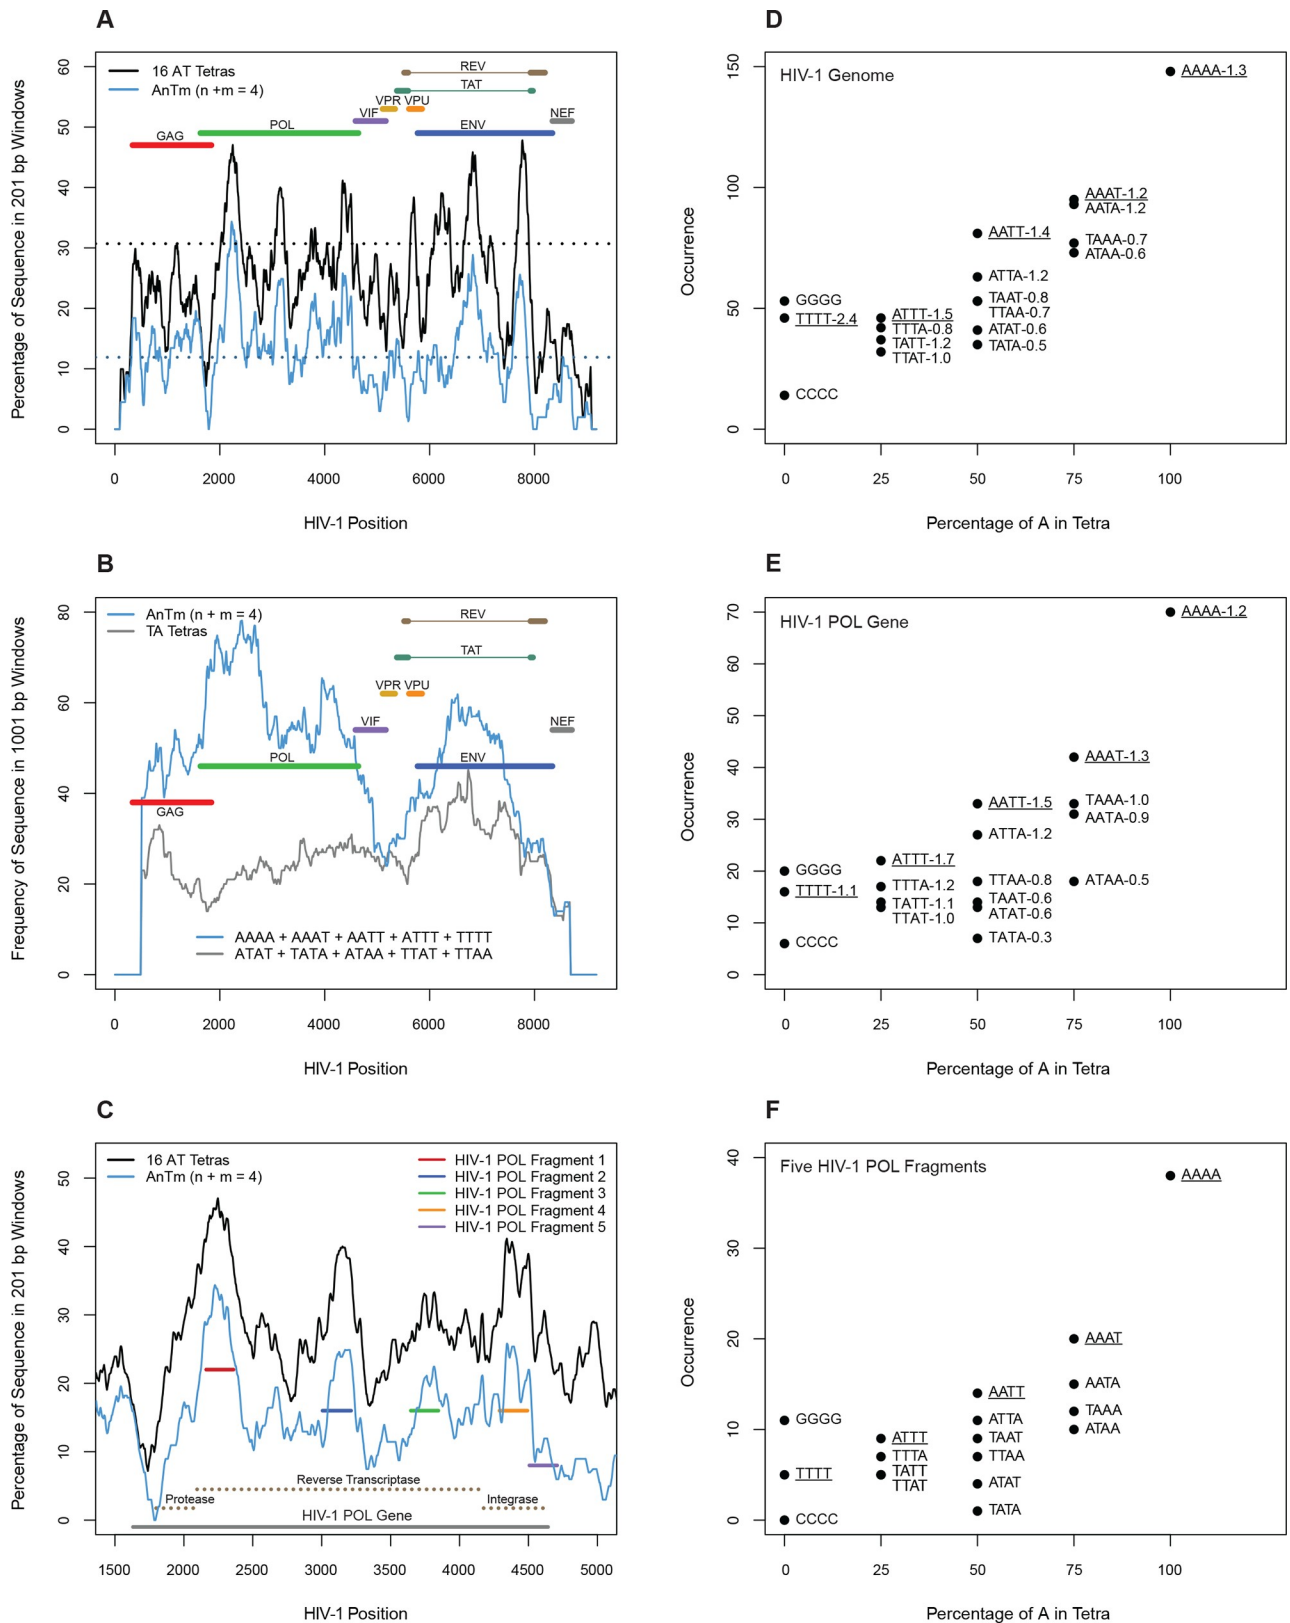 A
Percentage of Sequence in 201 bp Windows
60
50
40
30
20
10
0
16 AT Tetras
AnTm (n +m = 4)
REV
TAT
VPR
VPU
VIF
NEF
POL
ENV
GAG
0
2000
4000
6000
8000
HIV-1 Position
D
HIV-1 Genome
Occurrence
150
100
50
0
AAAA-1.3
AAAT-1.2
AATA-1.2
AATT-1.4
TAAA-0.7
ATAA-0.6
ATTA-1.2
GGGG
TAAT-0.8
TTTT-2.4
ATTT-1.5
TTAA-0.7
TTTA-0.8
ATAT-0.6
TATT-1.2
TATA-0.5
TTAT-1.0
CCCC
0
25
50
75
100
Percentage of A in Tetra
B
Frequency of Sequence in 1001 bp Windows
80
60
40
20
0
AnTm (n + m = 4)
TA Tetras
REV
TAT
VPR
VPU
VIF
NEF
POL
ENV
GAG
AAAA + AAAT + AATT + ATTT + TTTT
ATAT + TATA + ATAA + TTAT + TTAA
0
2000
4000
6000
8000
HIV-1 Position
E
HIV-1 POL Gene
Occurrence
70
60
50
40
30
20
10
0
AAAA-1.2
AAAT-1.3
AATT-1.5
TAAA-1.0
AATA-0.9
ATTA-1.2
ATTT-1.7
GGGG
TTTT-1.1
TTTA-1.2
TTAA-0.8
ATAA-0.5
TATT-1.1
TAAT-0.6
TTAT-1.0
ATAT-0.6
CCCC
TATA-0.3
0
25
50
75
100
Percentage of A in Tetra
C
Percentage of Sequence in 201 bp Windows
50
40
30
20
10
0
16 AT Tetras
AnTm (n + m = 4)
HIV-1 POL Fragment 1
HIV-1 POL Fragment 2
HIV-1 POL Fragment 3
HIV-1 POL Fragment 4
HIV-1 POL Fragment 5
Reverse Transcriptase
Protease
Integrase
HIV-1 POL Gene
1500
2000
2500
3000
3500
4000
4500
5000
HIV-1 Position
F
Five HIV-1 POL Fragments
Occurrence
40
30
20
10
0
AAAA
AAAT
AATT
AATA
TAAA
ATAA
GGGG
ATTA
ATTT
TAAT
TTTA
TTAA
TTTT
TATT
TTAT
ATAT
TATA
CCCC
0
25
50
75
100
Percentage of A in Tetra